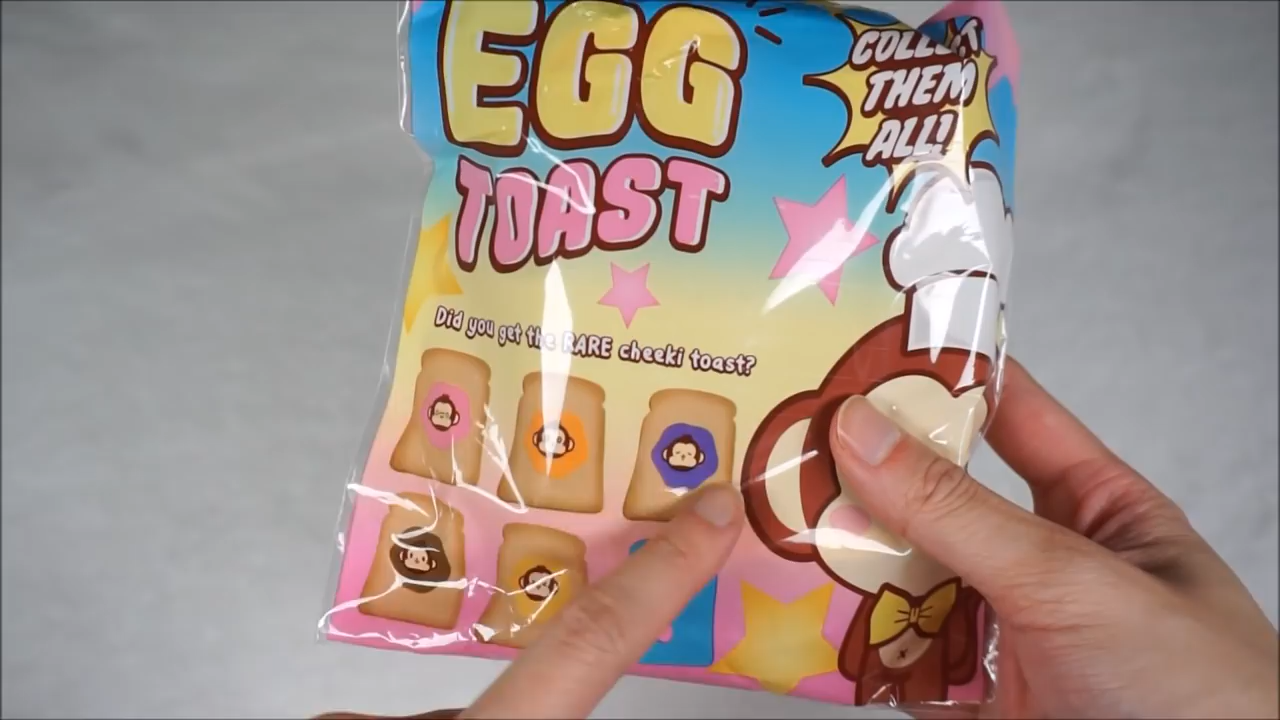 EGG
TOAST
COLLECT
THEM
ALL!
Did you get the RARE cheeki toast?